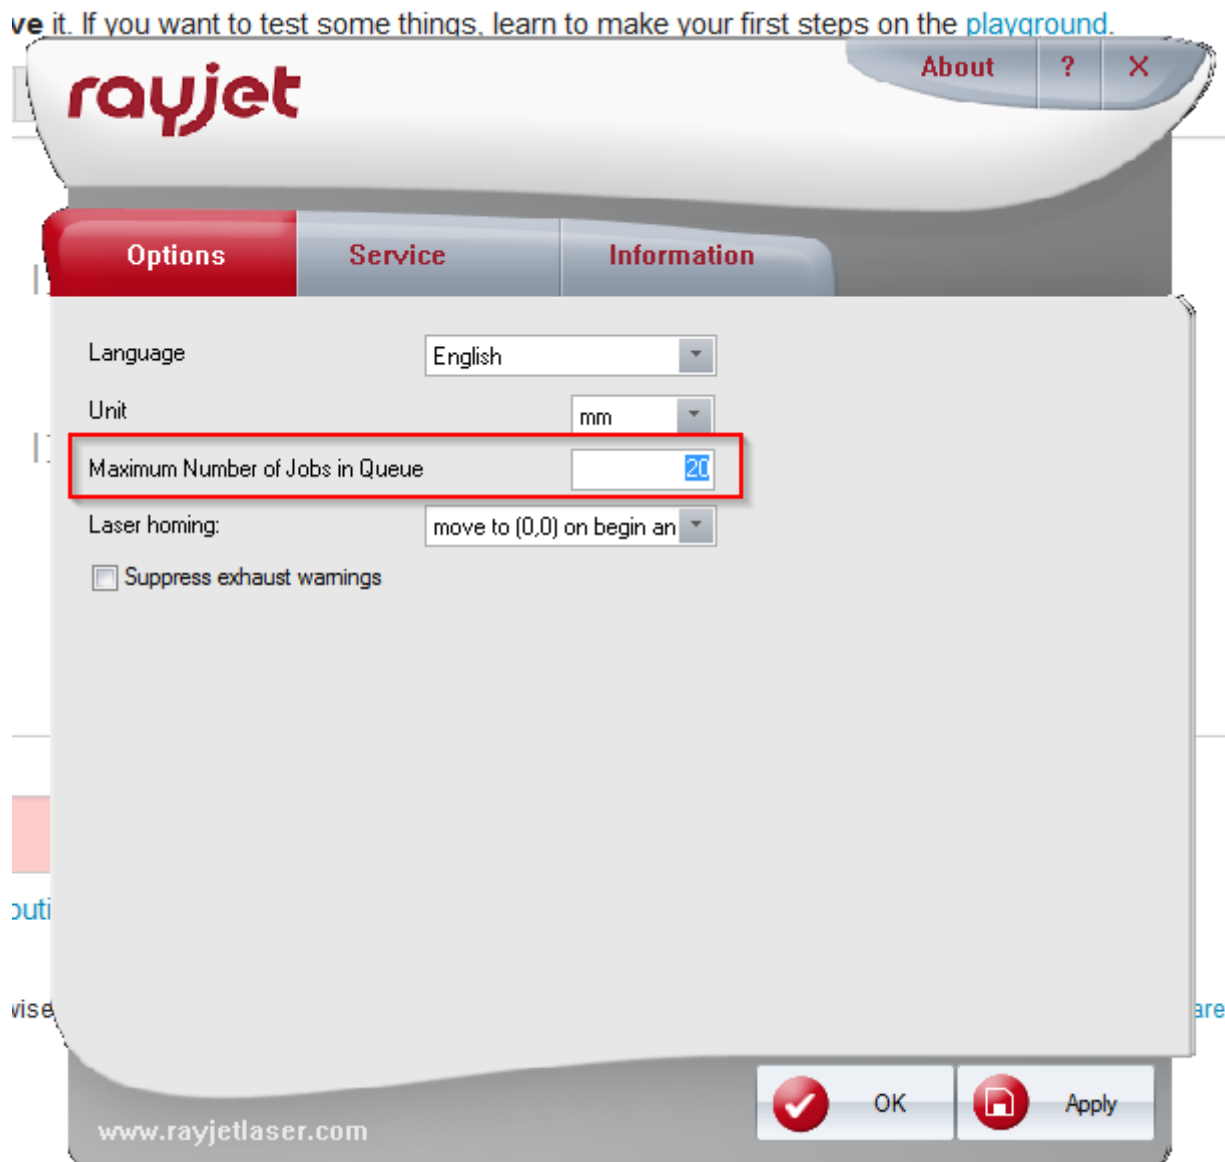 ve it. If you want to test some things, learn to make your first steps on the playground.
rayjet
About ? X
Options Service Information
Language English
Unit mm
Maximum Number of Jobs in Queue 20
Laser homing: move to (0,0) on begin an
Suppress exhaust warnings
outi
wise
are
OK Apply
www.rayjetlaser.com